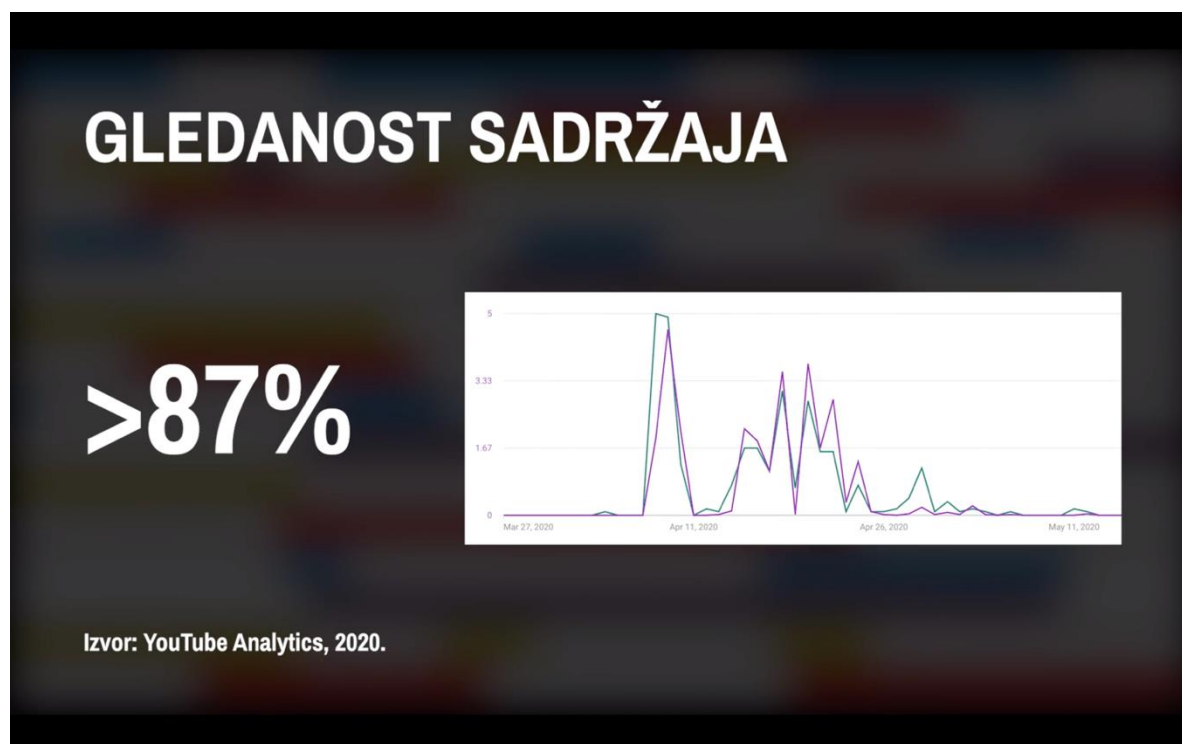 GLEDANOST SADRŽAJA
>87%
5
3.33
1.67
0
Mar 27, 2020 Apr 11, 2020 Apr 26, 2020 May 11, 2020
Izvor: YouTube Analytics, 2020.